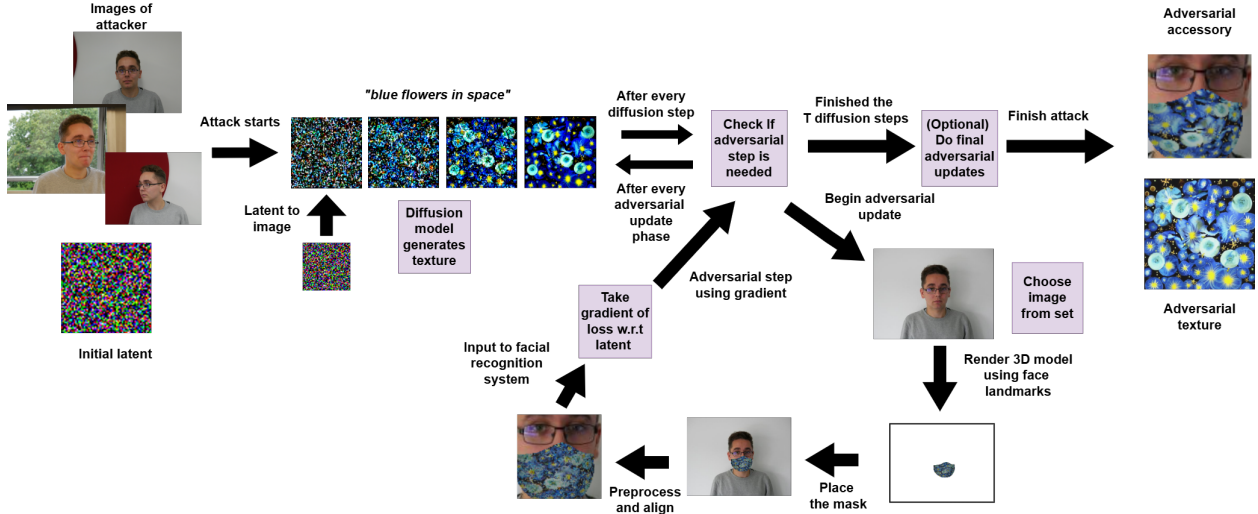 Images of
attacker
Attack starts
Initial latent
"blue flowers in space"
Latent to
image
Diffusion
model
generates
texture
After every
diffusion step
After every
adversarial
update
phase
Check If
adversarial
step is
needed
Finished the
T diffusion steps
(Optional)
Do final
adversarial
updates
Finish attack
Adversarial
accessory
Adversarial
texture
Begin adversarial
update
Choose
image
from set
Render 3D model
using face
landmarks
Place
the mask
Preprocess
and align
Input to facial
recognition
system
Take
gradient of
loss w.r.t
latent
Adversarial step
using gradient